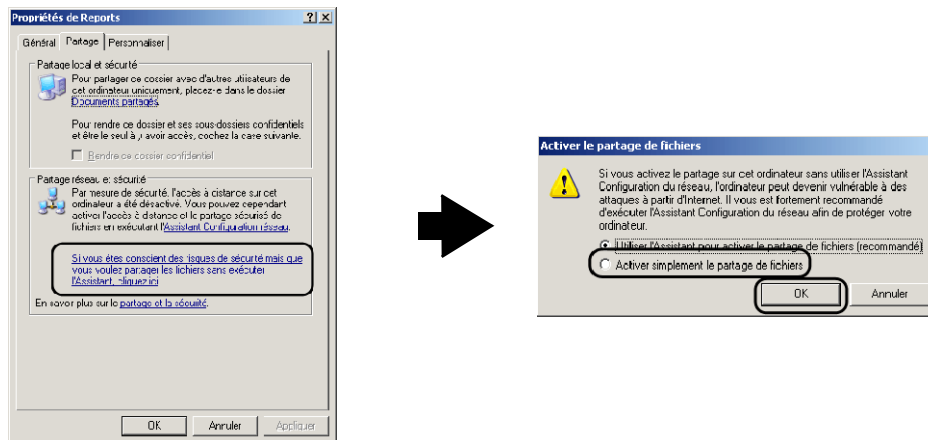 Propriétés de Reports
Général Partage Personnaliser
Partage local et sécurité
Pour partager ce dossier avec d'autres utilisateurs de
cet ordinateur uniquement, placez-le dans le dossier
Documents partagés.
Pour rendre ce dossier et ses sous-dossiers confidentiels
et être le seul à y avoir accès, cochez la case suivante.
Rendre ce dossier confidentiel
Partage réseau et sécurité
Par mesure de sécurité, l'accès à distance sur cet
ordinateur a été désactivé. Vous pouvez cependant
activer l'accès à distance et le partage sécurisé de
fichiers en exécutant l'Assistant Configuration réseau.
Si vous êtes conscient des risques de sécurité mais que
vous voulez partager les fichiers sans exécuter
l'Assistant, cliquez ici
En savoir plus sur le partage et la sécurité.
OK Annuler Appliquer
Activer le partage de fichiers
Si vous activez le partage sur cet ordinateur sans utiliser l'Assistant
Configuration du réseau, l'ordinateur peut devenir vulnérable à des
attaques à partir d'Internet. Il vous est fortement recommandé
d'exécuter l'Assistant Configuration du réseau afin de protéger votre
ordinateur.
Utiliser l'Assistant pour activer le partage de fichiers (recommandé)
Activer simplement le partage de fichiers
OK Annuler